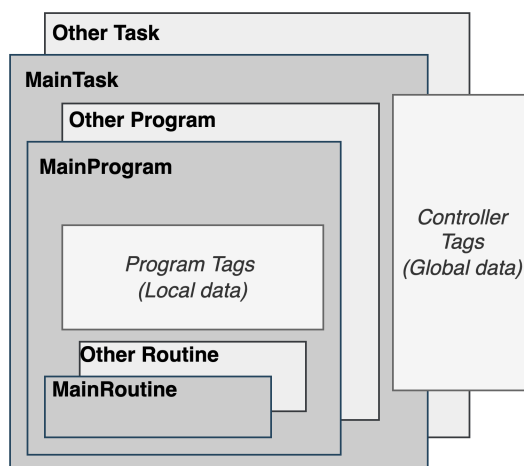 Other Task
MainTask
Other Program
MainProgram
Program Tags
(Local data)
Controller
Tags
(Global data)
Other Routine
MainRoutine